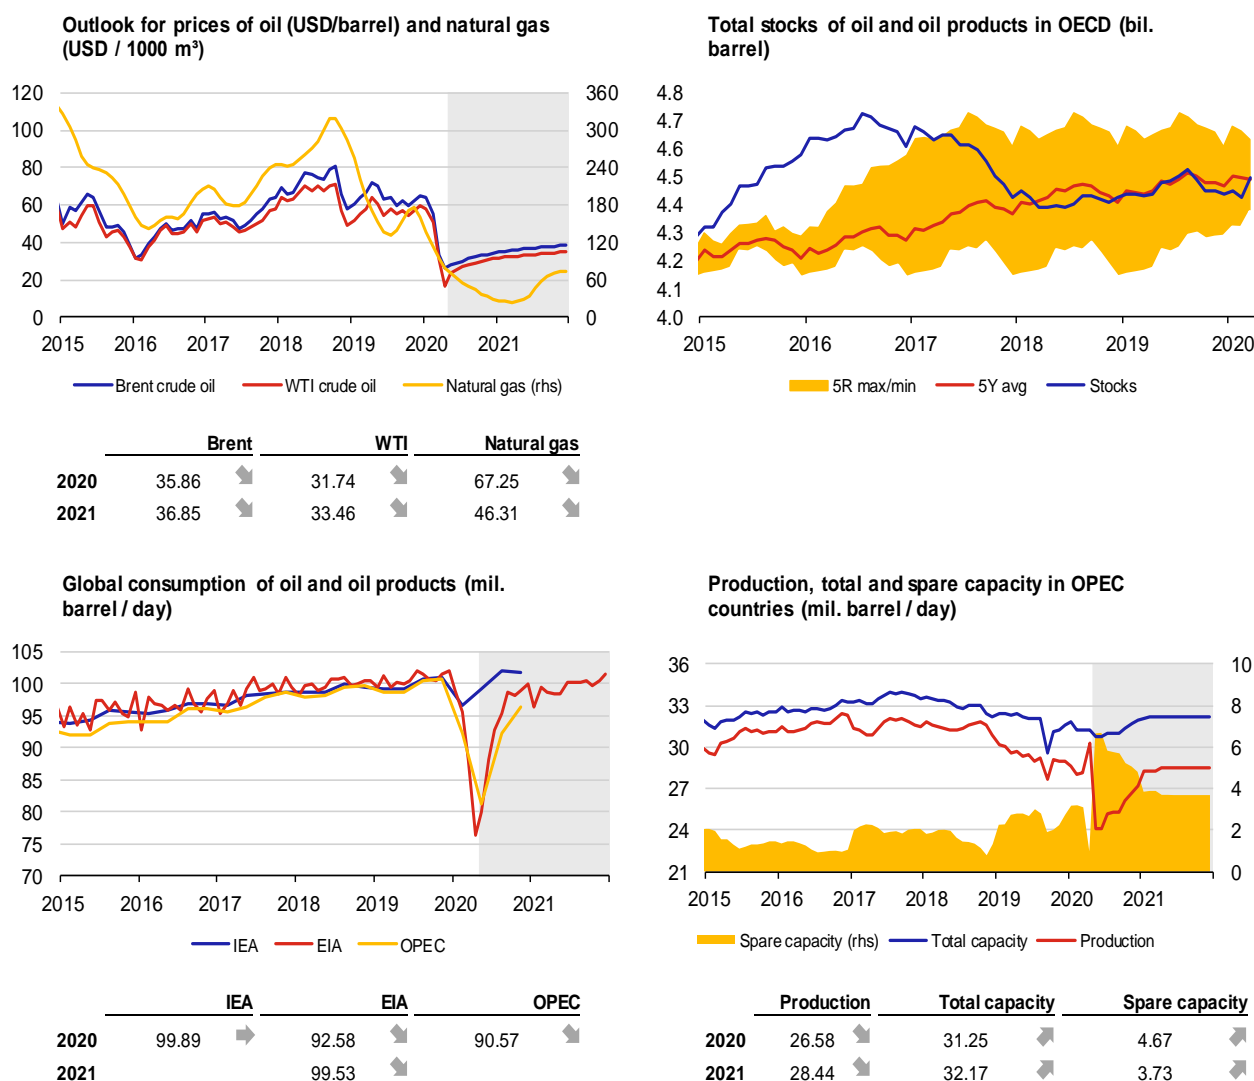 Outlook for prices of oil (USD/barrel) and natural gas
(USD / 1000 m³)
120 360
100 300
80 240
60 180
40 120
20 60
0 0
2015 2016 2017 2018 2019 2020 2021
Brent crude oil WTI crude oil Natural gas (rhs)
Brent WTI Natural gas
2020 35.86 31.74 67.25
2021 36.85 33.46 46.31
Total stocks of oil and oil products in OECD (bil.
barrel)
4.8
4.7
4.6
4.5
4.4
4.3
4.2
4.1
4.0
2015 2016 2017 2018 2019 2020
5R max/min 5Y avg Stocks
Global consumption of oil and oil products (mil.
barrel / day)
105
100
95
90
85
80
75
70
2015 2016 2017 2018 2019 2020 2021
IEA EIA OPEC
IEA EIA OPEC
2020 99.89 92.58 90.57
2021 99.53
Production, total and spare capacity in OPEC
countries (mil. barrel / day)
36 10
33 8
30 6
27 4
24 2
21 0
2015 2016 2017 2018 2019 2020 2021
Spare capacity (rhs) Total capacity Production
Production Total capacity Spare capacity
2020 26.58 31.25 4.67
2021 28.44 32.17 3.73